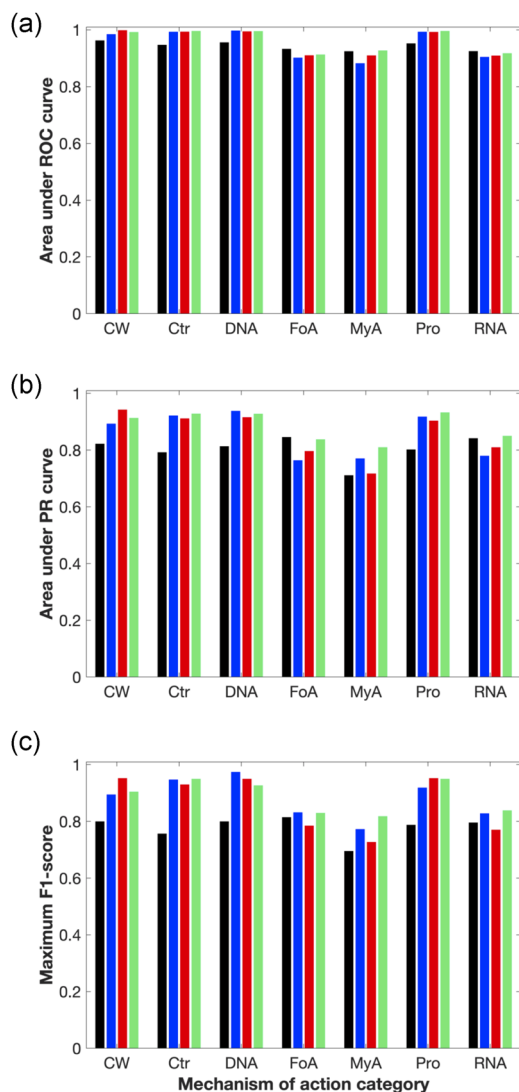 (a)
Area under ROC curve
1
0.8
0.6
0.4
0.2
0
CW Ctr DNA FoA MyA Pro RNA
(b)
Area under PR curve
1
0.8
0.6
0.4
0.2
0
CW Ctr DNA FoA MyA Pro RNA
(c)
Maximum F1-score
1
0.8
0.6
0.4
0.2
0
CW Ctr DNA FoA MyA Pro RNA
Mechanism of action category